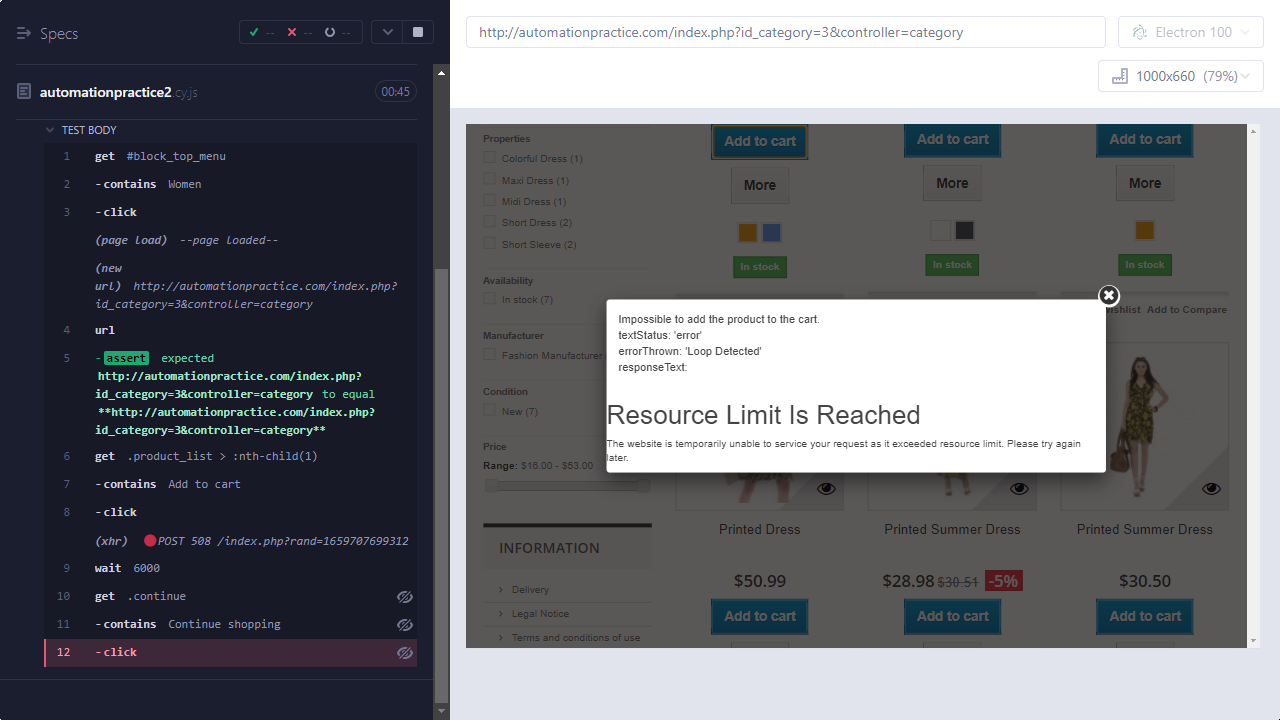 Specs
--
--
--
automationpractice2.cy.js
00:45
TEST BODY
1 get #block_top_menu
2 -contains Women
3 -click
(page load) --page loaded--
(new
url) http://automationpractice.com/index.php?
id_category=3&controller=category
4 url
5 -assert expected
http://automationpractice.com/index.php?
id_category=3&controller=category to equal
**http://automationpractice.com/index.php?
id_category=3&controller=category**
6 get .product_list > :nth-child(1)
7 -contains Add to cart
8 -click
(xhr) POST 508 /index.php?rand=1659707699312
9 wait 6000
10 get .continue
11 -contains Continue shopping
12 -click
http://automationpractice.com/index.php?id_category=3&controller=category
Electron 100
1000x660 (79%)
Properties
Colorful Dress (1)
Maxi Dress (1)
Midi Dress (1)
Short Dress (2)
Short Sleeve (2)
Availability
In stock (7)
Manufacturer
Fashion Manufacturer
Condition
New (7)
Price
Range: $16.00 - $53.00
INFORMATION
Delivery
Legal Notice
Terms and conditions of use
Add to cart
Add to cart
Add to cart
More
More
More
In stock
In stock
In stock
ishlist Add to Compare
Impossible to add the product to the cart.
textStatus: 'error'
errorThrown: 'Loop Detected'
responseText:
Resource Limit Is Reached
The website is temporarily unable to service your request as it exceeded resource limit. Please try again
later.
Printed Dress
Printed Summer Dress
Printed Summer Dress
$50.99
$28.98 $30.51 -5%
$30.50
Add to cart
Add to cart
Add to cart